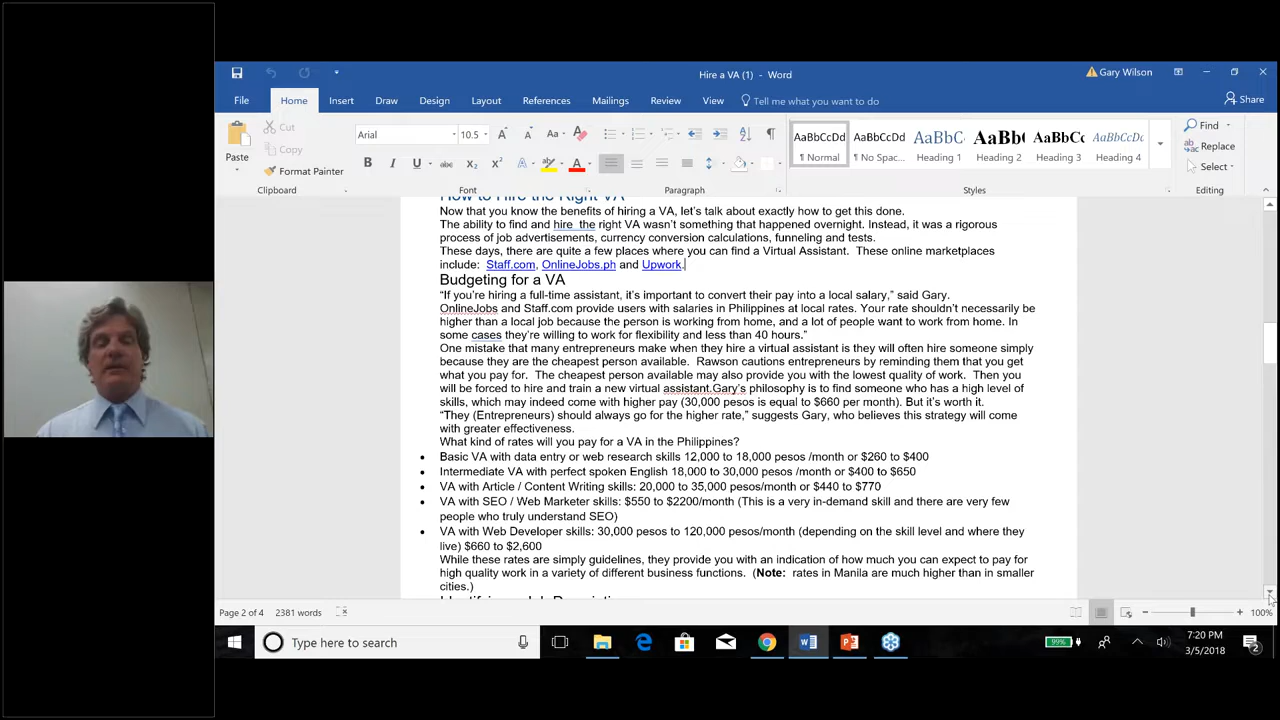 Hire a VA (1) - Word
Gary Wilson
File Home Insert Draw Design Layout References Mailings Review View Tell me what you want to do Share
Paste
Cut
Copy
Format Painter
Clipboard
Arial 10.5
Font
Paragraph
AaBbCcDd AaBbCcDd AaBbC AaBb AaBbCc AaBbCcDd
¶ Normal ¶ No Spac... Heading 1 Heading 2 Heading 3 Heading 4
Styles
Find
Replace
Select
Editing
How to Hire the Right VA
Now that you know the benefits of hiring a VA, let's talk about exactly how to get this done.
The ability to find and hire the right VA wasn't something that happened overnight. Instead, it was a rigorous
process of job advertisements, currency conversion calculations, funneling and tests.
These days, there are quite a few places where you can find a Virtual Assistant. These online marketplaces
include: Staff.com, OnlineJobs.ph and Upwork.
Budgeting for a VA
“If you're hiring a full-time assistant, it's important to convert their pay into a local salary,” said Gary.
OnlineJobs and Staff.com provide users with salaries in Philippines at local rates. Your rate shouldn't necessarily be
higher than a local job because the person is working from home, and a lot of people want to work from home. In
some cases they're willing to work for flexibility and less than 40 hours.”
One mistake that many entrepreneurs make when they hire a virtual assistant is they will often hire someone simply
because they are the cheapest person available. Rawson cautions entrepreneurs by reminding them that you get
what you pay for. The cheapest person available may also provide you with the lowest quality of work. Then you
will be forced to hire and train a new virtual assistant.Gary's philosophy is to find someone who has a high level of
skills, which may indeed come with higher pay (30,000 pesos is equal to $660 per month). But it's worth it.
“They (Entrepreneurs) should always go for the higher rate,” suggests Gary, who believes this strategy will come
with greater effectiveness.
What kind of rates will you pay for a VA in the Philippines?
• Basic VA with data entry or web research skills 12,000 to 18,000 pesos /month or $260 to $400
• Intermediate VA with perfect spoken English 18,000 to 30,000 pesos /month or $400 to $650
• VA with Article / Content Writing skills: 20,000 to 35,000 pesos/month or $440 to $770
• VA with SEO / Web Marketer skills: $550 to $2200/month (This is a very in-demand skill and there are very few
people who truly understand SEO)
• VA with Web Developer skills: 30,000 pesos to 120,000 pesos/month (depending on the skill level and where they
live) $660 to $2,600
While these rates are simply guidelines, they provide you with an indication of how much you can expect to pay for
high quality work in a variety of different business functions. (Note: rates in Manila are much higher than in smaller
cities.)
Page 2 of 4 2381 words 100%
Type here to search
99%
7:20 PM
3/5/2018
2